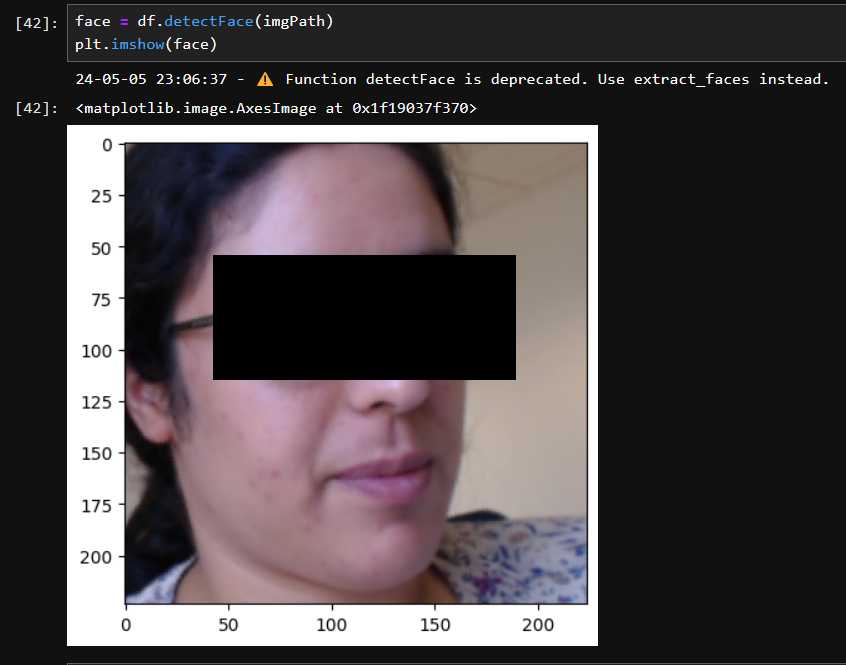 [42]: face = df.detectFace(imgPath)
plt.imshow(face)
24-05-05 23:06:37 - ⚠️ Function detectFace is deprecated. Use extract_faces instead.
[42]: <matplotlib.image.AxesImage at 0x1f19037f370>
0
25
50
75
100
125
150
175
200
0 50 100 150 200